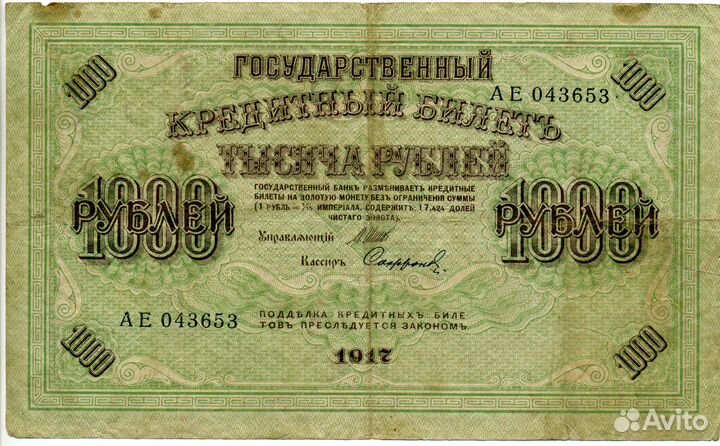 1000
1000
ГОСУДАРСТВЕННЫЙ
АЕ 043653
КРЕДИТНЫЙ БИЛЕТЪ
ТЫСЯЧА РУБЛЕЙ
1000
РУБЛЕЙ
1000
РУБЛЕЙ
ГОСУДАРСТВЕННЫЙ БАНКЪ РАЗМѢНИВАЕТЪ КРЕДИТНЫЕ
БИЛЕТЫ НА ЗОЛОТУЮ МОНЕТУ БЕЗЪ ОГРАНИЧЕНІЯ СУММЫ
(1 РУБЛЬ = 1/15 ИМПЕРІАЛА, СОДЕРЖИТЪ 17,424 ДОЛЕЙ
ЧИСТАГО ЗОЛОТА).
Управляющій
Кассиръ
АЕ 043653
ПОДДѢЛКА КРЕДИТНЫХЪ БИЛЕ
ТОВЪ ПРЕСЛѢДУЕТСЯ ЗАКОНОМЪ.
1917
1000
1000
Avito